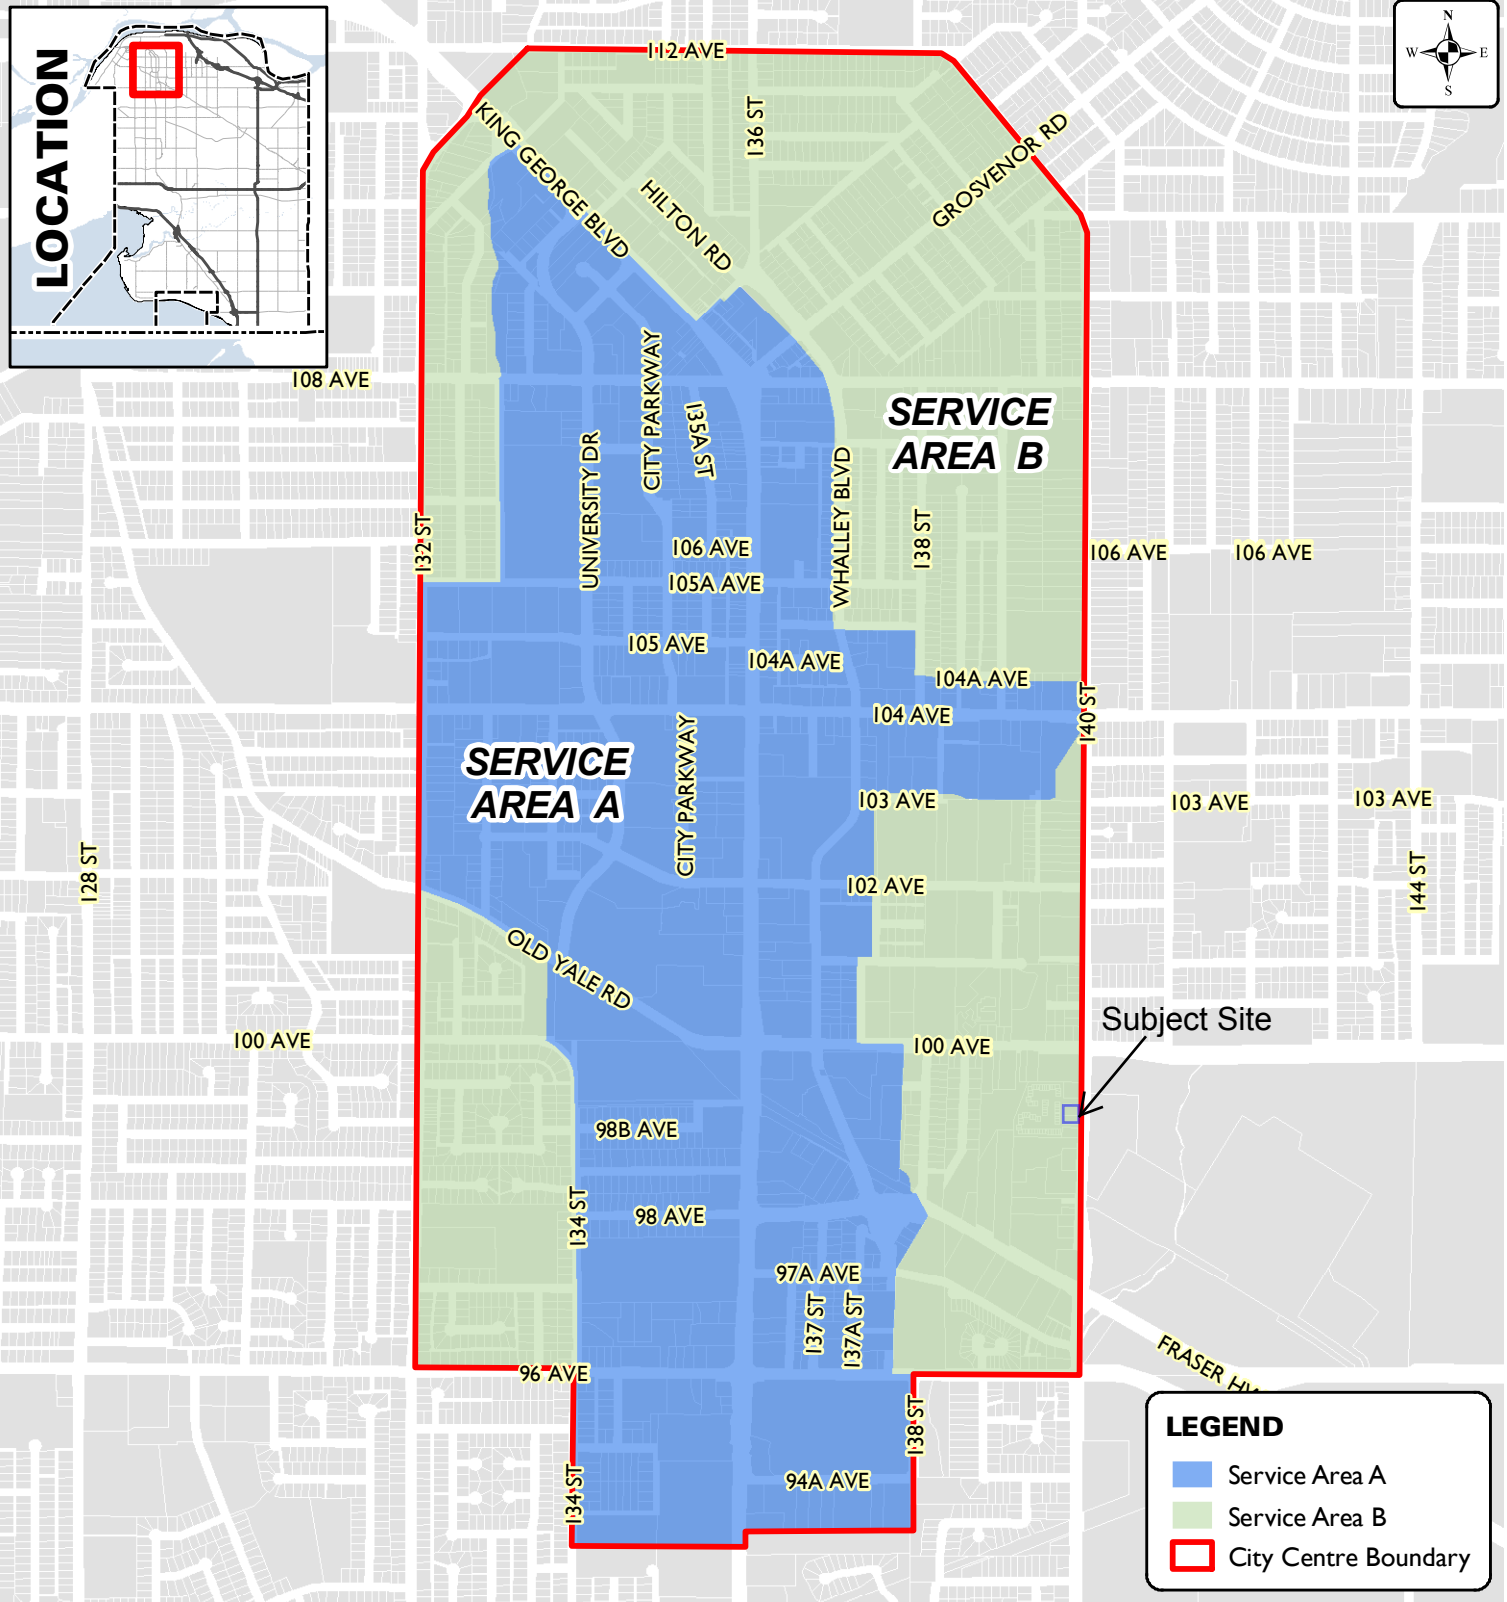 LOCATION
N
W
E
S
112 AVE
136 ST
KING GEORGE BLVD
HILTON RD
GROSVENOR RD
108 AVE
CITY PARKWAY
135A ST
SERVICE
AREA B
UNIVERSITY DR
WHALLEY BLVD
132 ST
138 ST
106 AVE
106 AVE
106 AVE
105A AVE
105 AVE
104A AVE
104A AVE
140 ST
104 AVE
SERVICE
AREA A
CITY PARKWAY
103 AVE
103 AVE
103 AVE
128 ST
102 AVE
144 ST
OLD YALE RD
Subject Site
100 AVE
100 AVE
98B AVE
134 ST
98 AVE
97A AVE
137 ST
137A ST
96 AVE
FRASER HW
138 ST
134 ST
94A AVE
LEGEND
Service Area A
Service Area B
City Centre Boundary